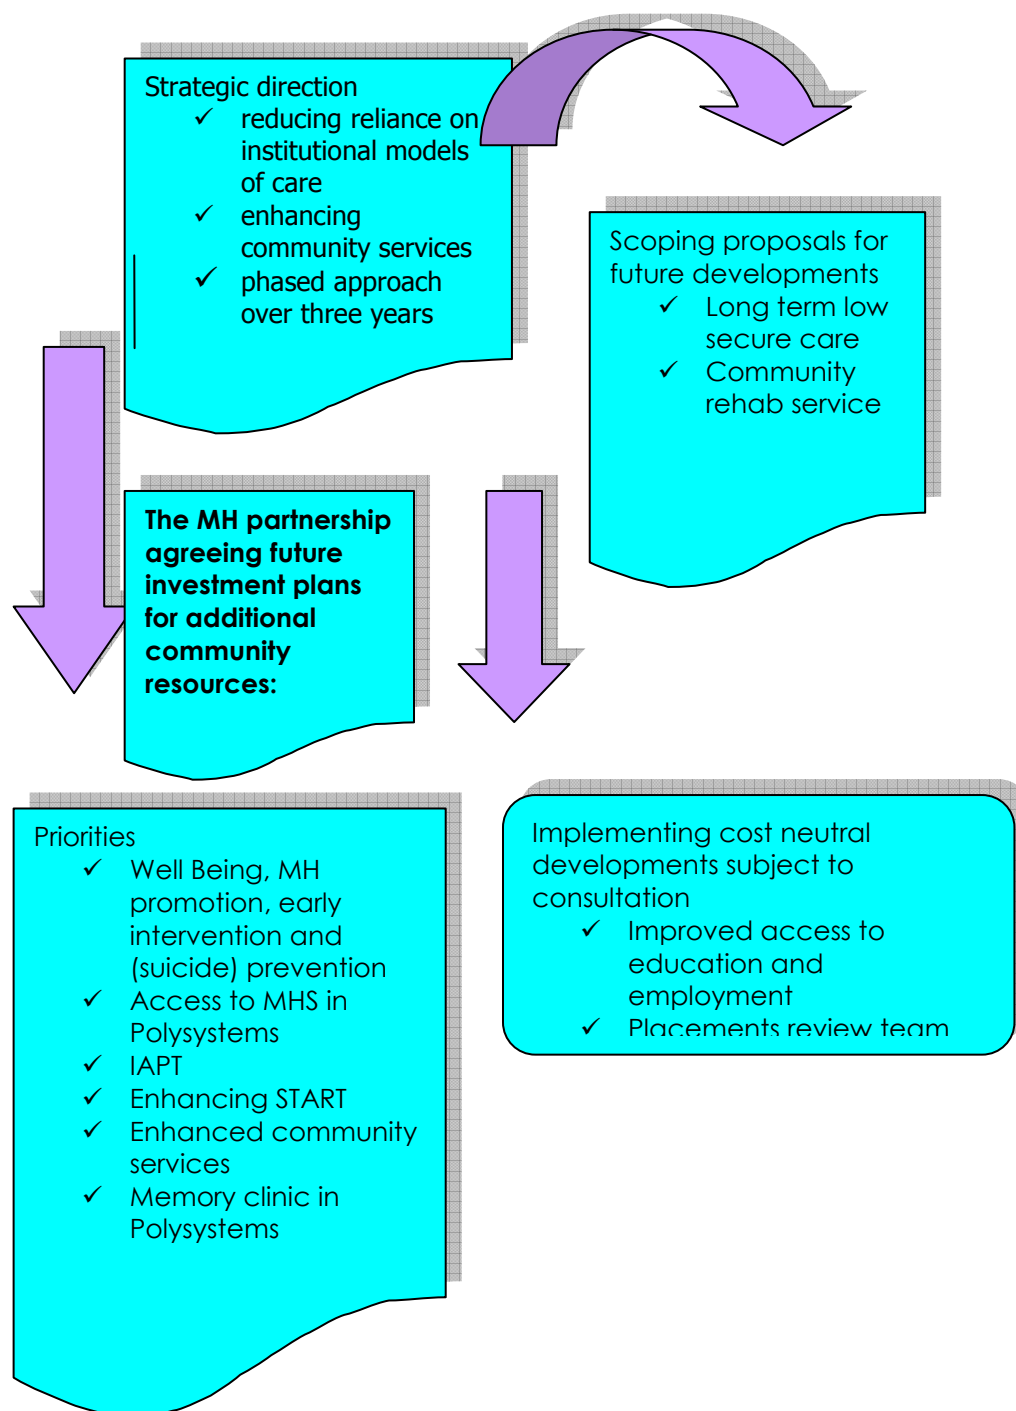 Strategic direction
✓ reducing reliance on
institutional models
of care
✓ enhancing
community services
✓ phased approach
over three years
Scoping proposals for
future developments
✓ Long term low
secure care
✓ Community
rehab service
The MH partnership
agreeing future
investment plans
for additional
community
resources:
Priorities
✓ Well Being, MH
promotion, early
intervention and
(suicide) prevention
✓ Access to MHS in
Polysystems
✓ IAPT
✓ Enhancing START
✓ Enhanced community
services
✓ Memory clinic in
Polysystems
Implementing cost neutral
developments subject to
consultation
✓ Improved access to
education and
employment
✓ Placements review team